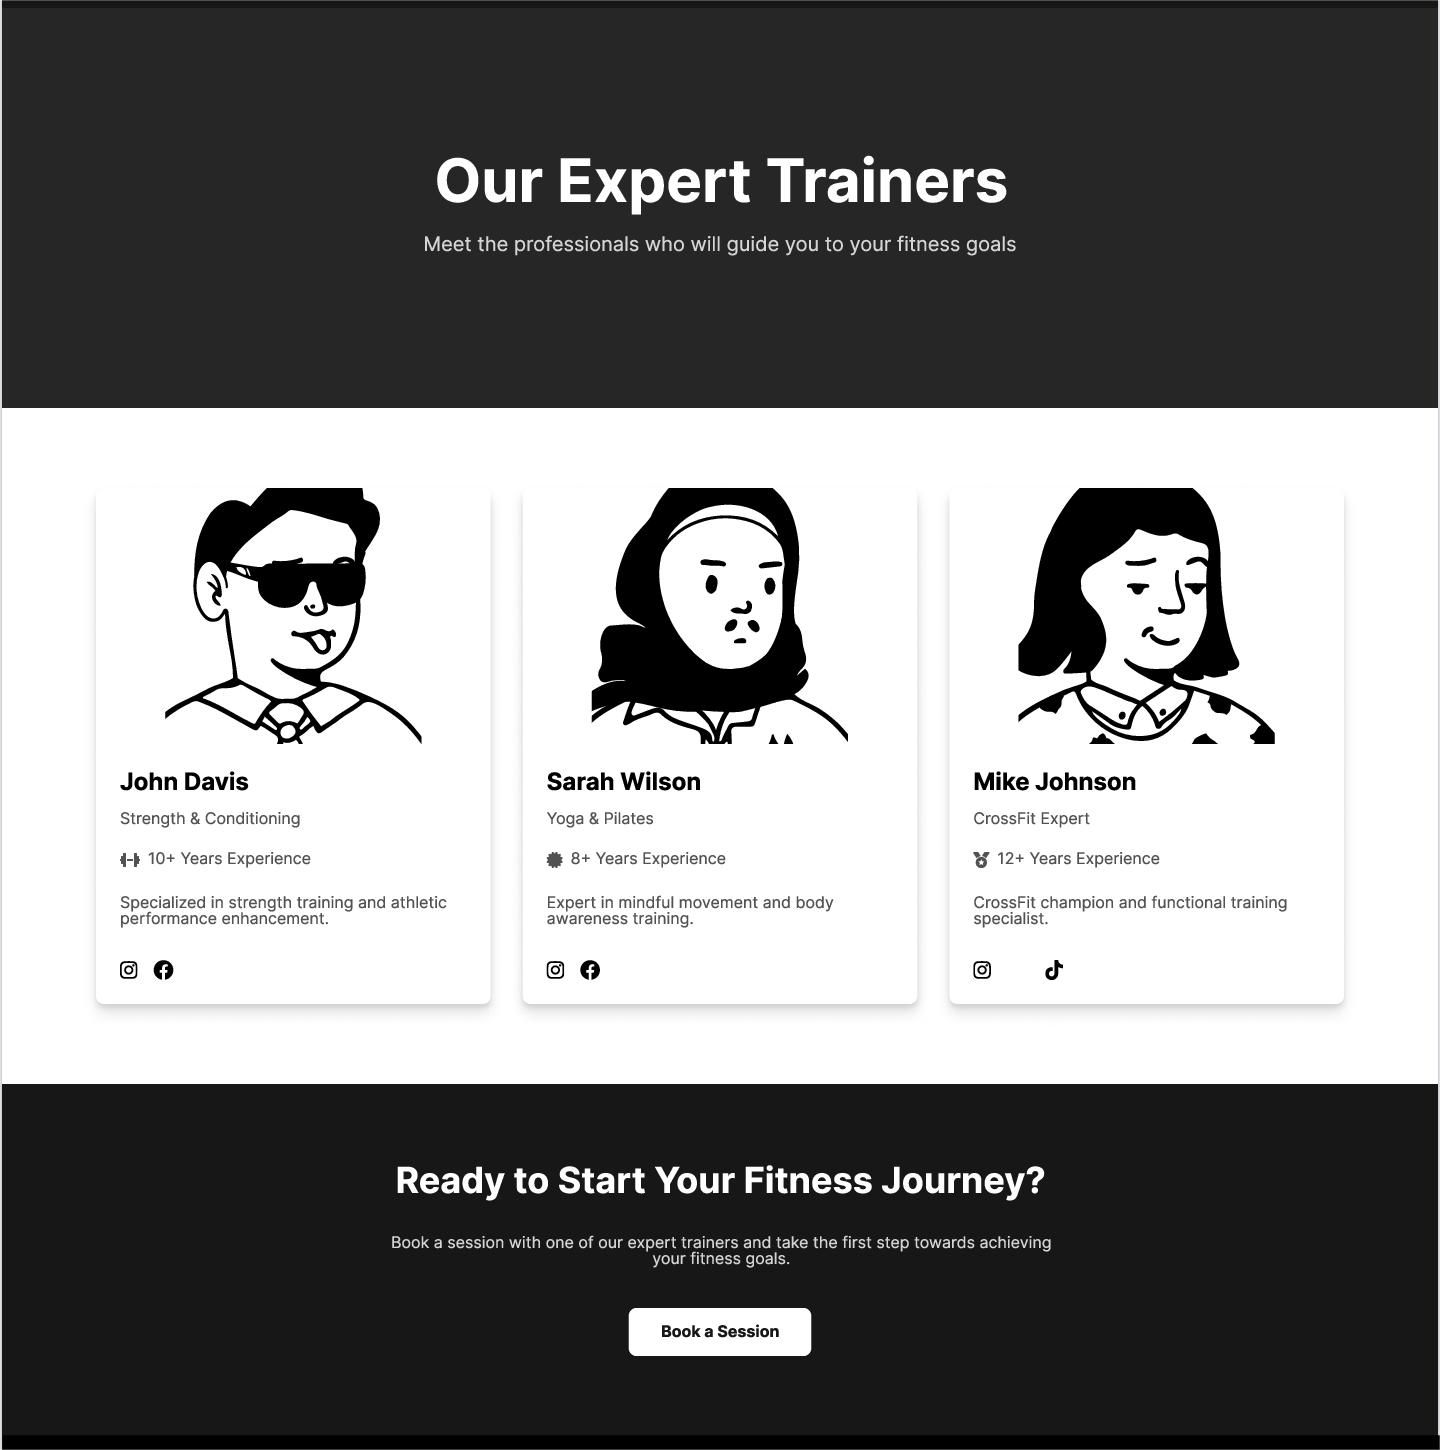 Our Expert Trainers
Meet the professionals who will guide you to your fitness goals
John Davis
Strength & Conditioning
10+ Years Experience
Specialized in strength training and athletic
performance enhancement.
Sarah Wilson
Yoga & Pilates
8+ Years Experience
Expert in mindful movement and body
awareness training.
Mike Johnson
CrossFit Expert
12+ Years Experience
CrossFit champion and functional training
specialist.
Ready to Start Your Fitness Journey?
Book a session with one of our expert trainers and take the first step towards achieving
your fitness goals.
Book a Session